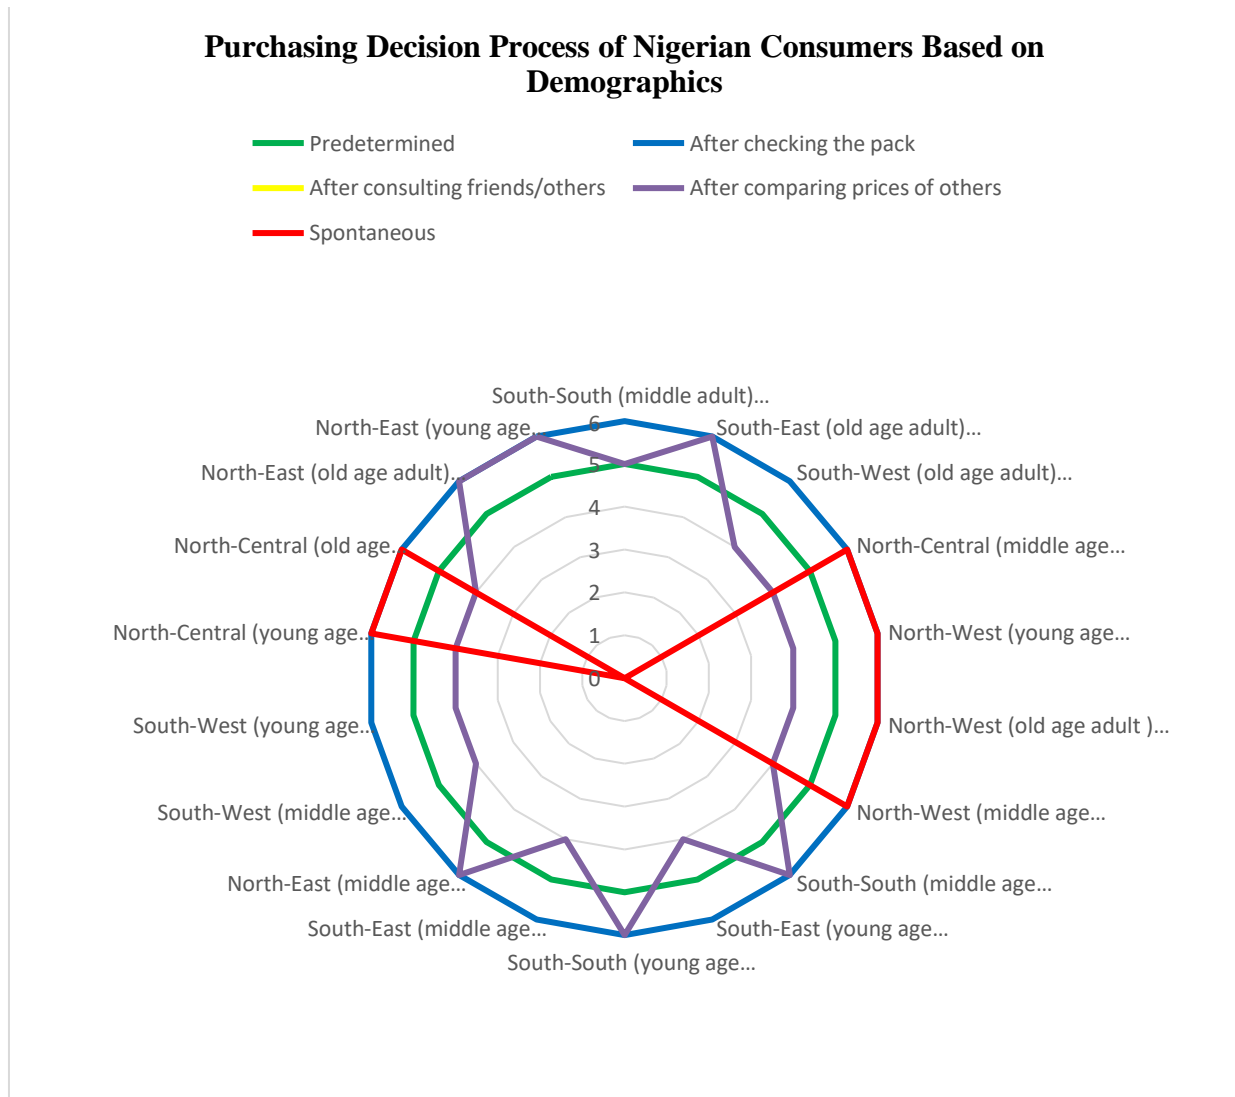 Purchasing Decision Process of Nigerian Consumers Based on
Demographics
Predetermined
After checking the pack
After consulting friends/others
After comparing prices of others
Spontaneous
South-South (middle adult)...
North-East (young age...
6
South-East (old age adult)...
5
North-East (old age adult)...
South-West (old age adult)...
4
North-Central (old age...
3
North-Central (middle age...
2
North-Central (young age...
1
North-West (young age...
0
South-West (young age...
North-West (old age adult )...
South-West (middle age...
North-West (middle age...
North-East (middle age...
South-South (middle age...
South-East (middle age...
South-East (young age...
South-South (young age...